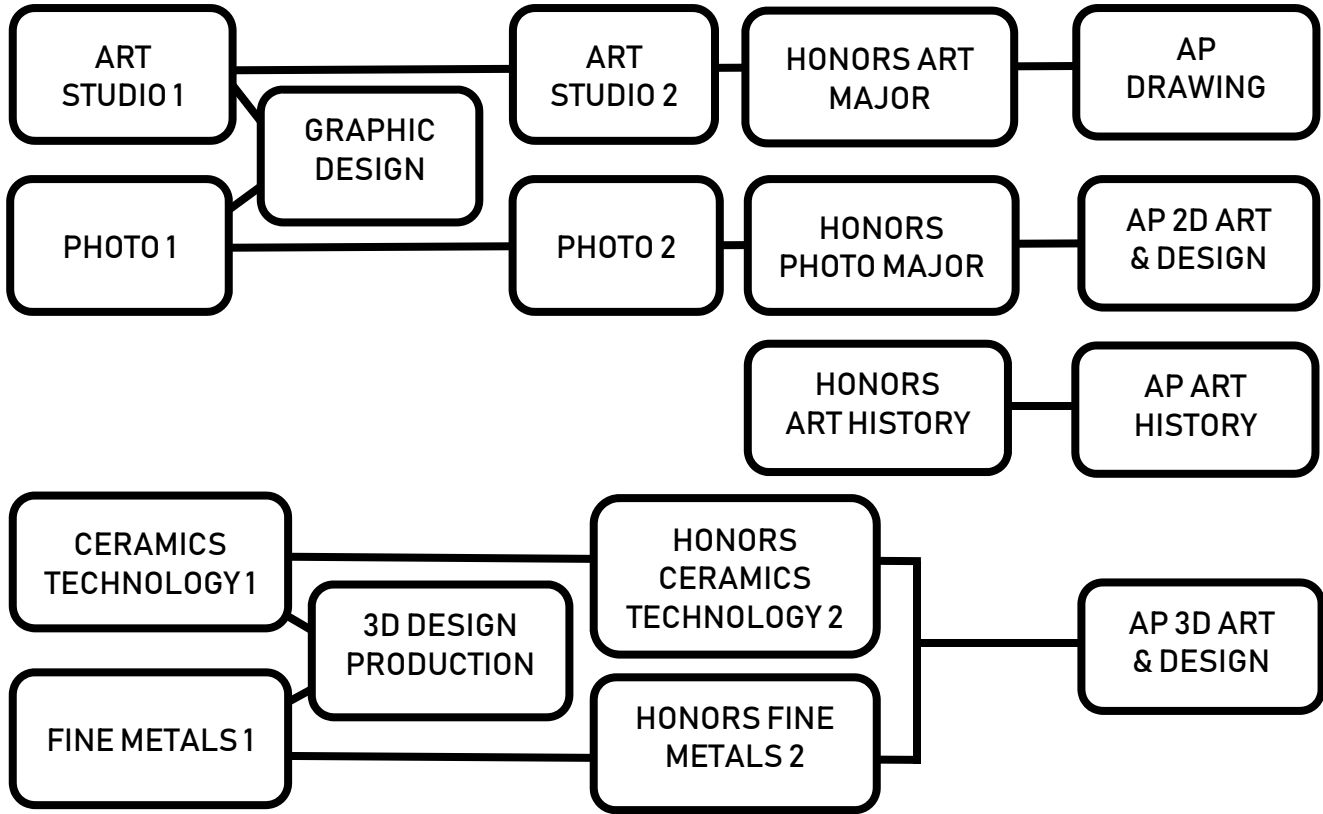 ART
STUDIO 1
ART
STUDIO 2
HONORS ART
MAJOR
AP
DRAWING
GRAPHIC
DESIGN
PHOTO 1
PHOTO 2
HONORS
PHOTO MAJOR
AP 2D ART
& DESIGN
HONORS
ART HISTORY
AP ART
HISTORY
CERAMICS
TECHNOLOGY 1
HONORS
CERAMICS
TECHNOLOGY 2
3D DESIGN
PRODUCTION
AP 3D ART
& DESIGN
FINE METALS 1
HONORS FINE
METALS 2